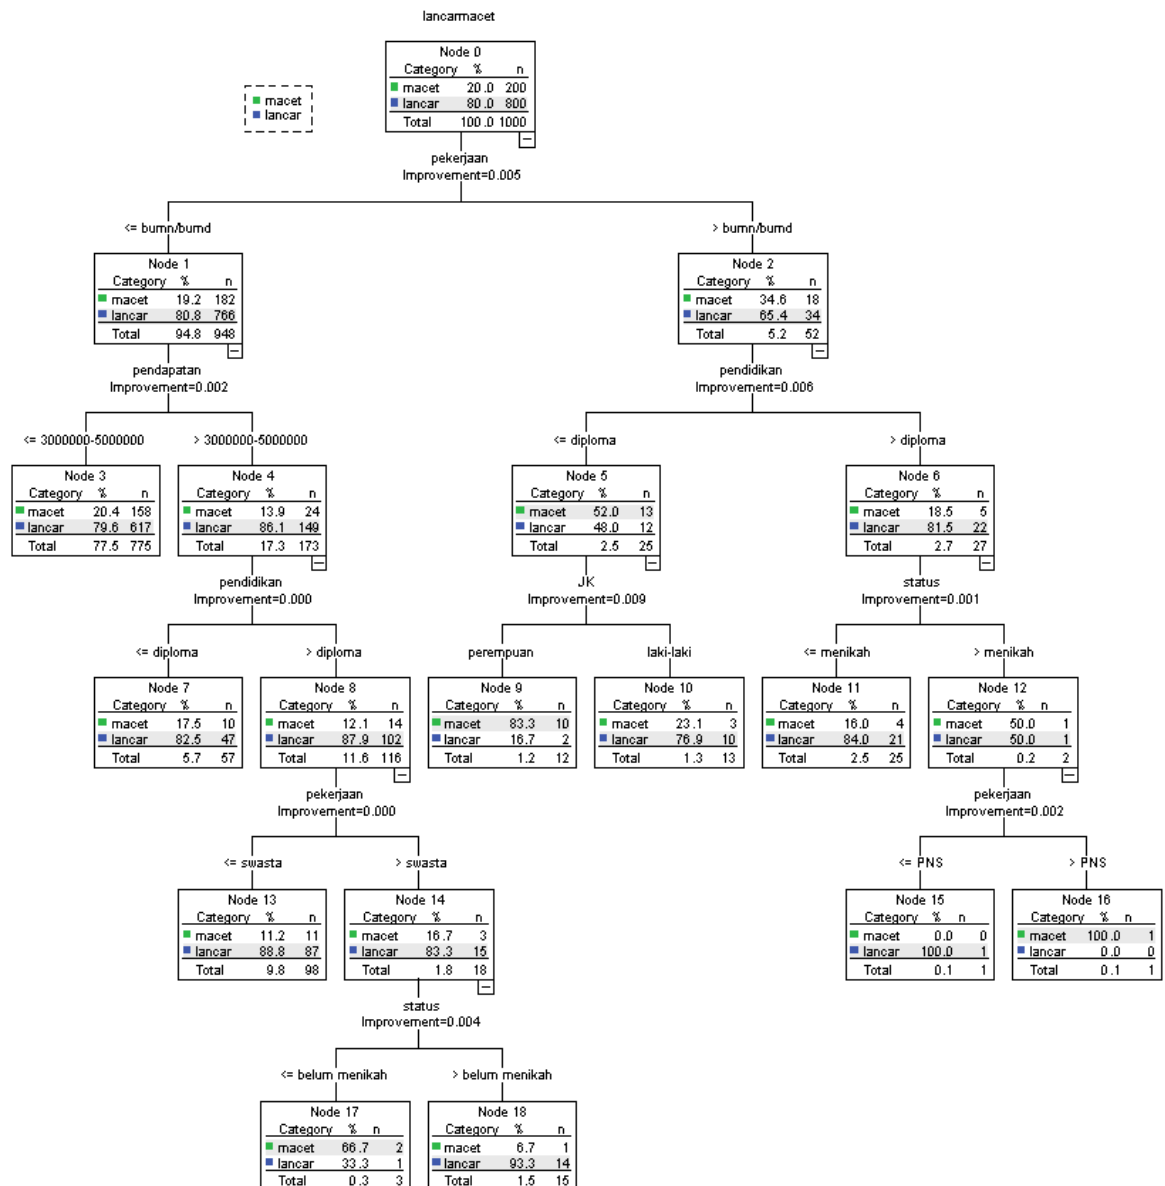 lancarmacet
macet
lancar
Node 0
Category % n
macet 20.0 200
lancar 80.0 800
Total 100.0 1000
pekerjaan
Improvement=0.005
<= bumn/bumd
> bumn/bumd
Node 1
Category % n
macet 19.2 182
lancar 80.8 766
Total 94.8 948
Node 2
Category % n
macet 34.6 18
lancar 65.4 34
Total 5.2 52
pendapatan
Improvement=0.002
pendidikan
Improvement=0.006
<= 3000000-5000000
> 3000000-5000000
<= diploma
> diploma
Node 3
Category % n
macet 20.4 158
lancar 79.6 617
Total 77.5 775
Node 4
Category % n
macet 13.9 24
lancar 86.1 149
Total 17.3 173
Node 5
Category % n
macet 52.0 13
lancar 48.0 12
Total 2.5 25
Node 6
Category % n
macet 18.5 5
lancar 81.5 22
Total 2.7 27
pendidikan
Improvement=0.000
JK
Improvement=0.009
status
Improvement=0.001
<= diploma
> diploma
perempuan
laki-laki
<= menikah
> menikah
Node 7
Category % n
macet 17.5 10
lancar 82.5 47
Total 5.7 57
Node 8
Category % n
macet 12.1 14
lancar 87.9 102
Total 11.6 116
Node 9
Category % n
macet 83.3 10
lancar 16.7 2
Total 1.2 12
Node 10
Category % n
macet 23.1 3
lancar 76.9 10
Total 1.3 13
Node 11
Category % n
macet 16.0 4
lancar 84.0 21
Total 2.5 25
Node 12
Category % n
macet 50.0 1
lancar 50.0 1
Total 0.2 2
pekerjaan
Improvement=0.000
pekerjaan
Improvement=0.002
<= swasta
> swasta
<= PNS
> PNS
Node 13
Category % n
macet 11.2 11
lancar 88.8 87
Total 9.8 98
Node 14
Category % n
macet 16.7 3
lancar 83.3 15
Total 1.8 18
Node 15
Category % n
macet 0.0 0
lancar 100.0 1
Total 0.1 1
Node 16
Category % n
macet 100.0 1
lancar 0.0 0
Total 0.1 1
status
Improvement=0.004
<= belum menikah
> belum menikah
Node 17
Category % n
macet 66.7 2
lancar 33.3 1
Total 0.3 3
Node 18
Category % n
macet 6.7 1
lancar 93.3 14
Total 1.5 15